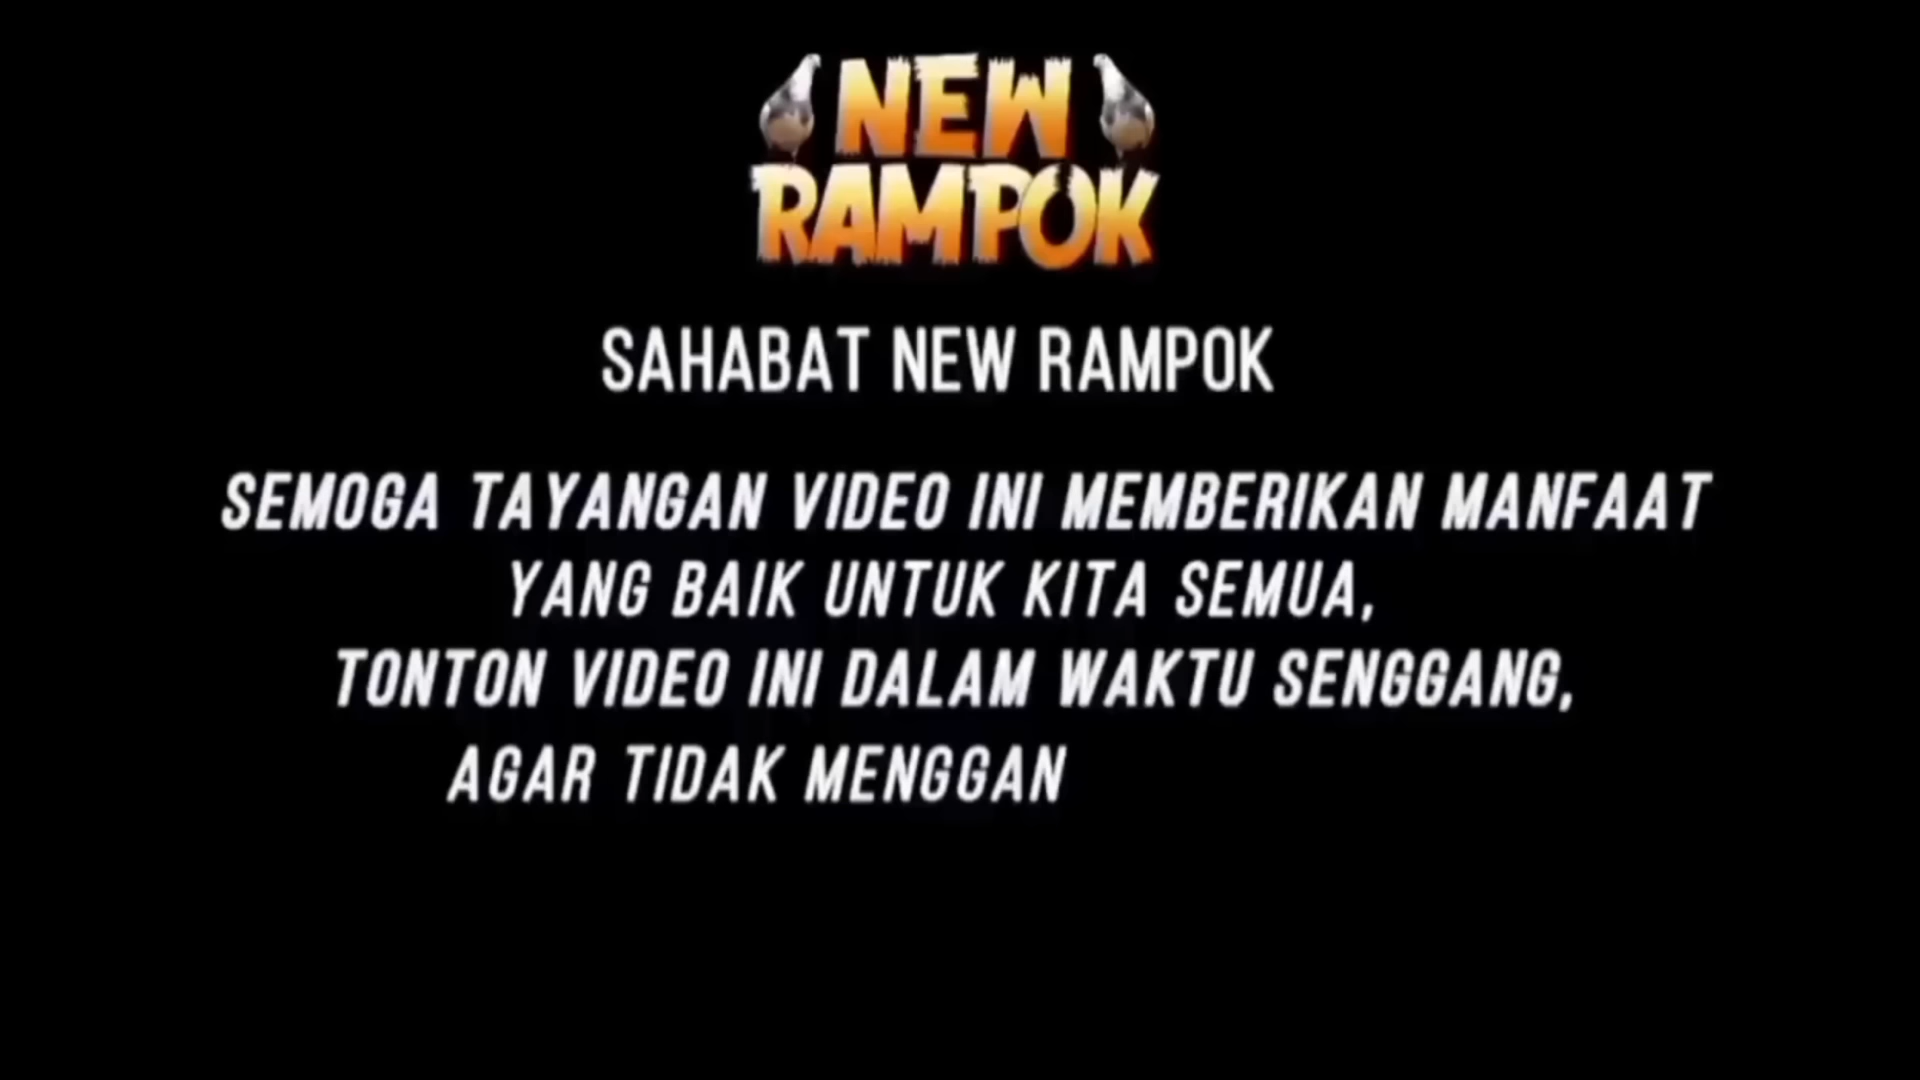 NEW
RAMPOK
SAHABAT NEW RAMPOK
SEMOGA TAYANGAN VIDEO INI MEMBERIKAN MANFAAT
YANG BAIK UNTUK KITA SEMUA,
TONTON VIDEO INI DALAM WAKTU SENGGANG,
AGAR TIDAK MENGGAN